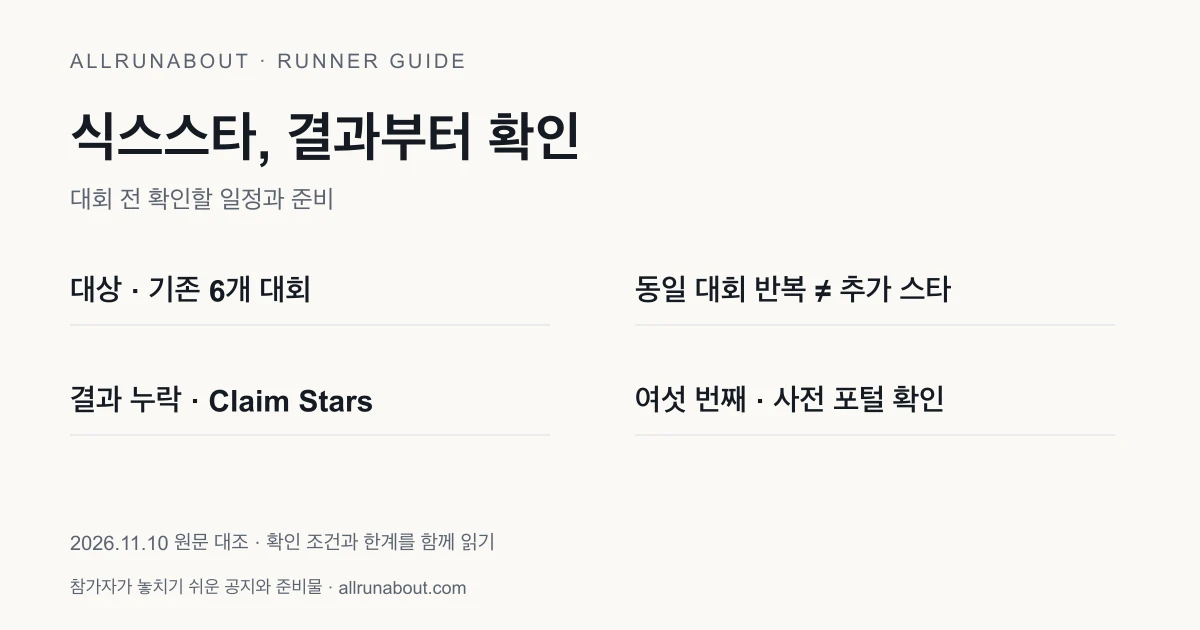 ALLRUNABOUT · RUNNER GUIDE
식스스타, 결과부터 확인
대회 전 확인할 일정과 준비
대상 · 기존 6개 대회
동일 대회 반복 ≠ 추가 스타
결과 누락 · Claim Stars
여섯 번째 · 사전 포털 확인
2026.11.10 원문 대조 · 확인 조건과 한계를 함께 읽기
참가자가 놓치기 쉬운 공지와 준비물 · allrunabout.com